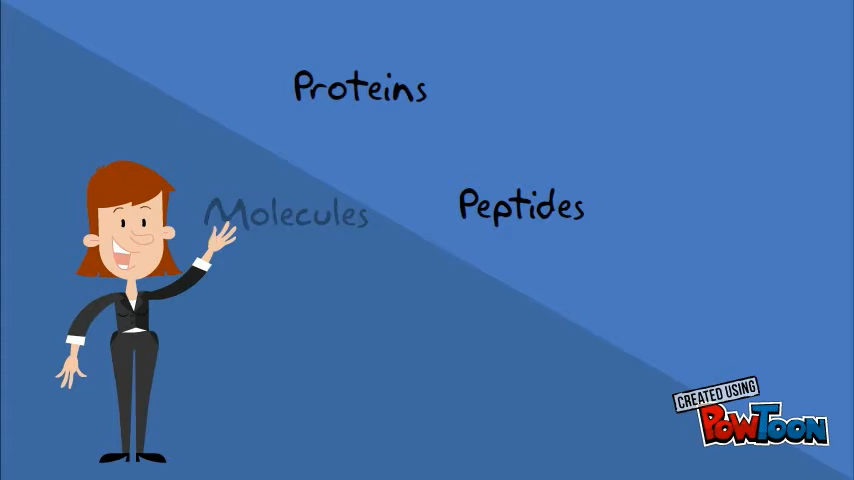 Proteins
Molecules
Peptides
CREATED USING
PowToon